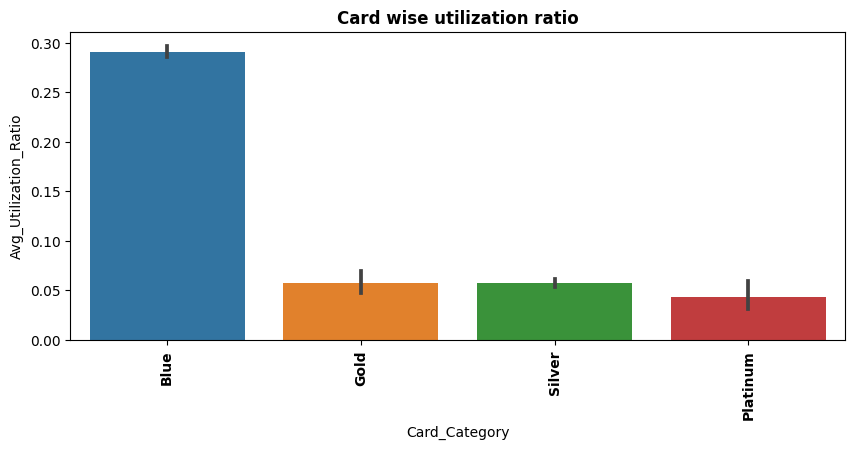 Card wise utilization ratio
0.30
0.25
0.20
0.15
0.10
0.05
0.00
Avg_Utilization_Ratio
Blue
Gold
Silver
Platinum
Card_Category